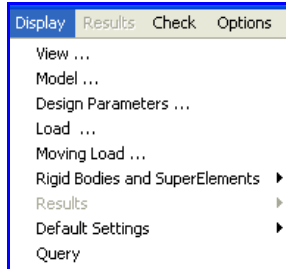 Display Results Check Options
View ...
Model ...
Design Parameters ...
Load ...
Moving Load ...
Rigid Bodies and SuperElements
Results
Default Settings
Query